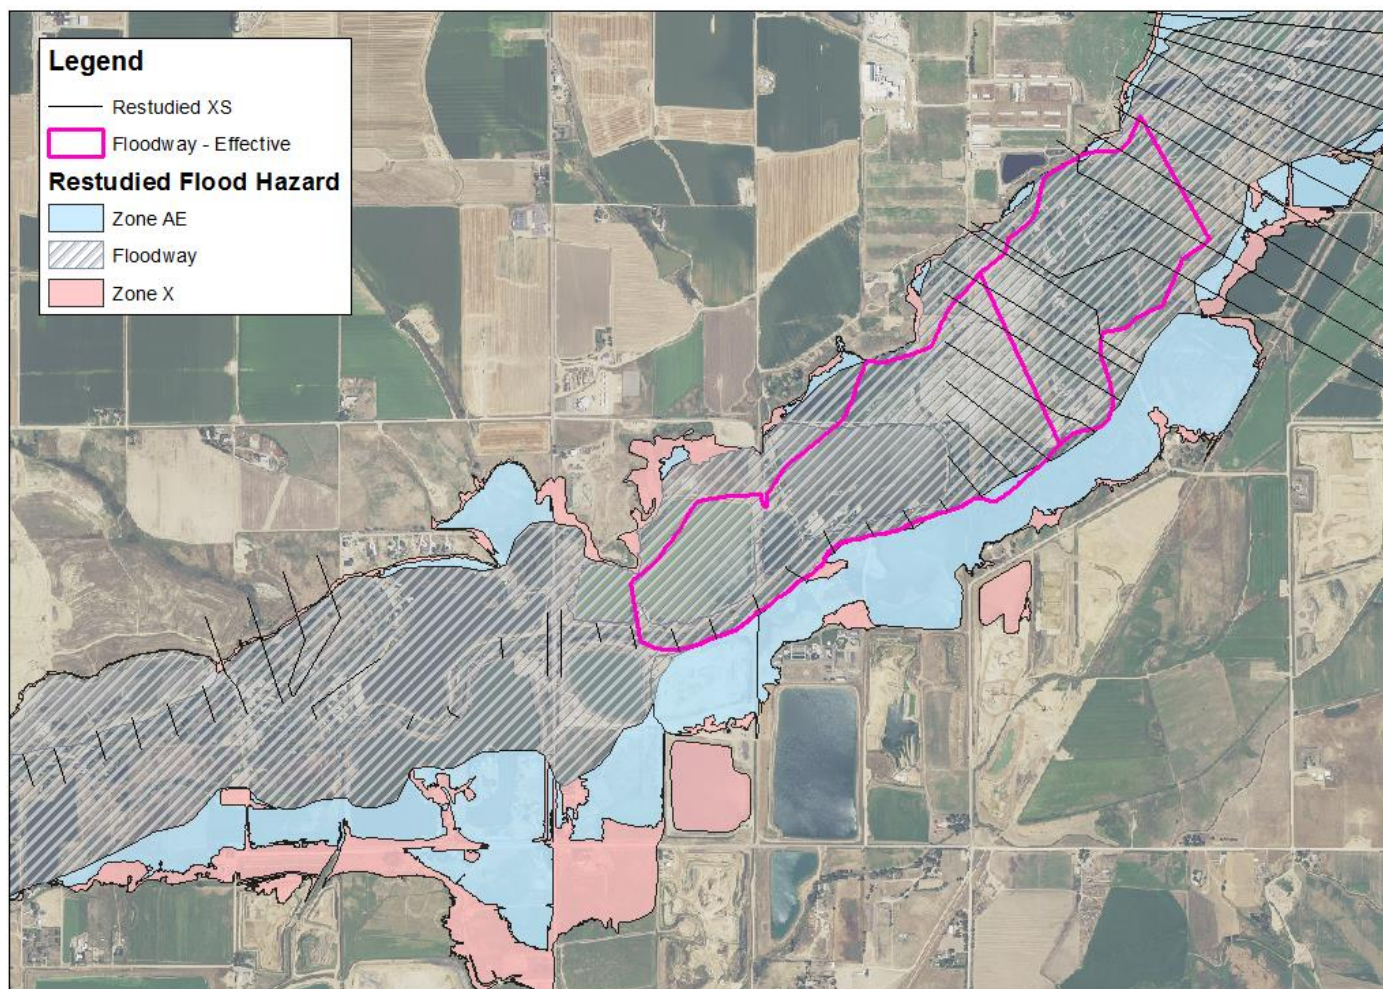 Legend
Restudied XS
Floodway - Effective
Restudied Flood Hazard
Zone AE
Floodway
Zone X